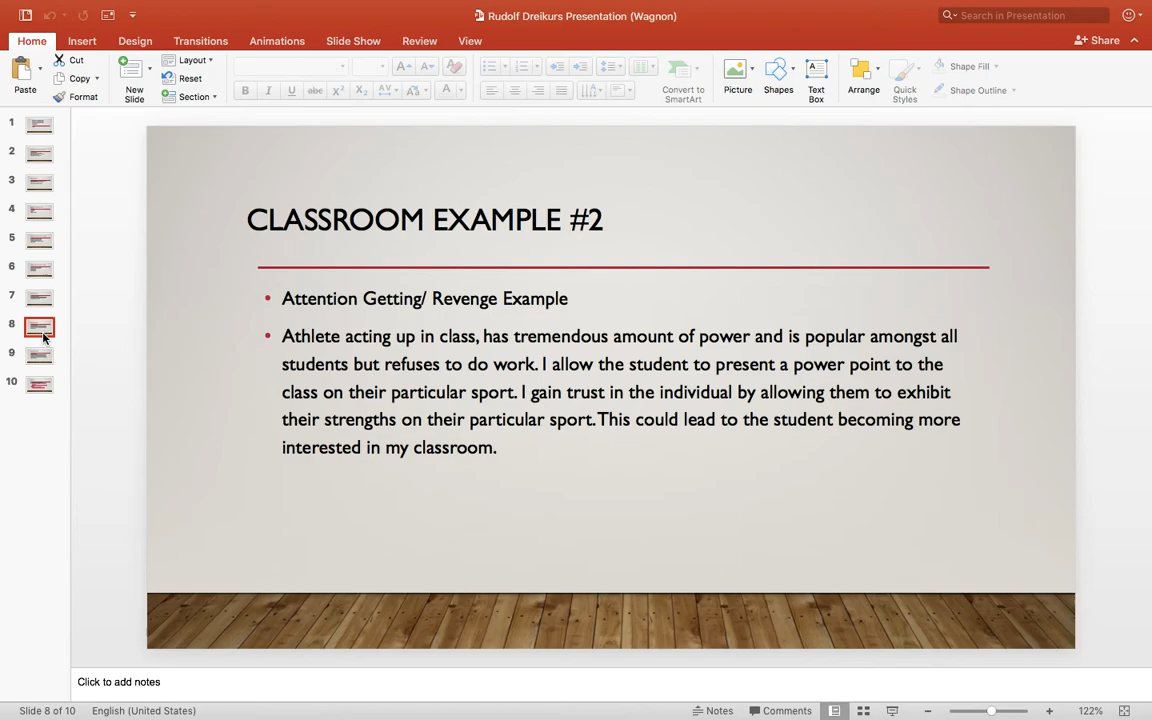 Rudolf Dreikurs Presentation (Wagnon)
Search in Presentation
Home Insert Design Transitions Animations Slide Show Review View
Share
Paste
Cut
Copy
Format
New
Slide
Layout
Reset
Section
Convert to
SmartArt
Picture
Shapes
Text
Box
Arrange
Quick
Styles
Shape Fill
Shape Outline
1
2
3
4
5
6
7
8
9
10
CLASSROOM EXAMPLE #2
• Attention Getting/ Revenge Example
• Athlete acting up in class, has tremendous amount of power and is popular amongst all
students but refuses to do work. I allow the student to present a power point to the
class on their particular sport. I gain trust in the individual by allowing them to exhibit
their strengths on their particular sport. This could lead to the student becoming more
interested in my classroom.
Click to add notes
Slide 8 of 10 English (United States) Notes Comments 122%